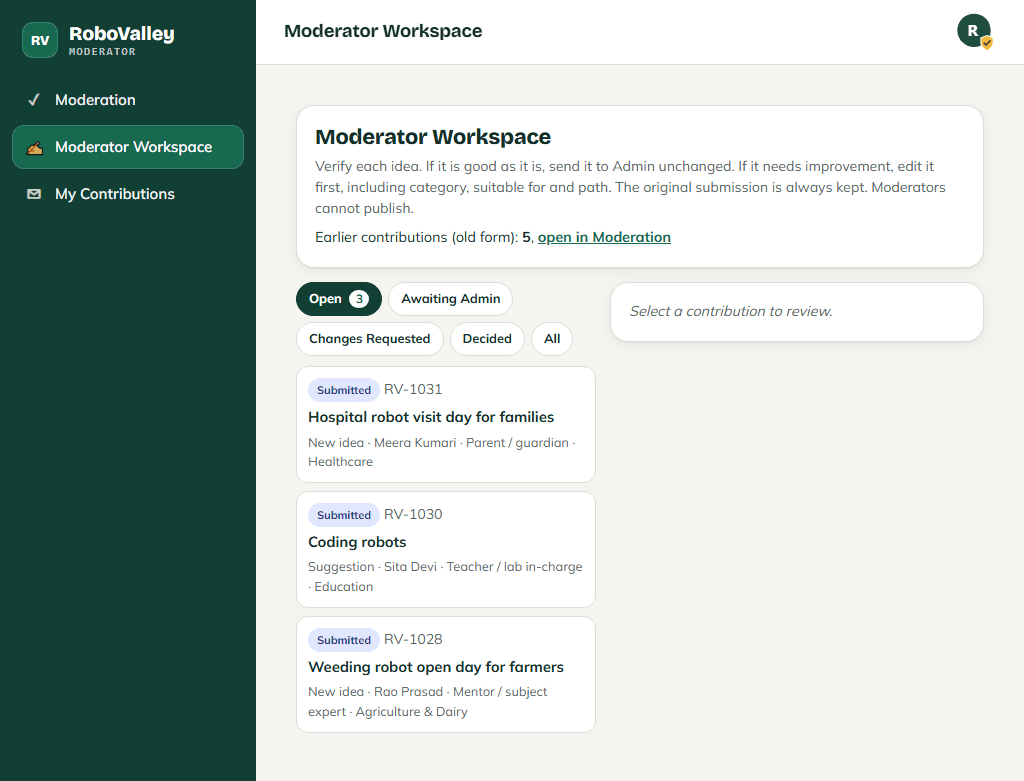 RV
RoboValley
MODERATOR
Moderation
Moderator Workspace
My Contributions
Moderator Workspace
R
Moderator Workspace
Verify each idea. If it is good as it is, send it to Admin unchanged. If it needs improvement, edit it
first, including category, suitable for and path. The original submission is always kept. Moderators
cannot publish.
Earlier contributions (old form): 5, open in Moderation
Open 3
Awaiting Admin
Changes Requested
Decided
All
Submitted RV-1031
Hospital robot visit day for families
New idea · Meera Kumari · Parent / guardian ·
Healthcare
Submitted RV-1030
Coding robots
Suggestion · Sita Devi · Teacher / lab in-charge
· Education
Submitted RV-1028
Weeding robot open day for farmers
New idea · Rao Prasad · Mentor / subject
expert · Agriculture & Dairy
Select a contribution to review.